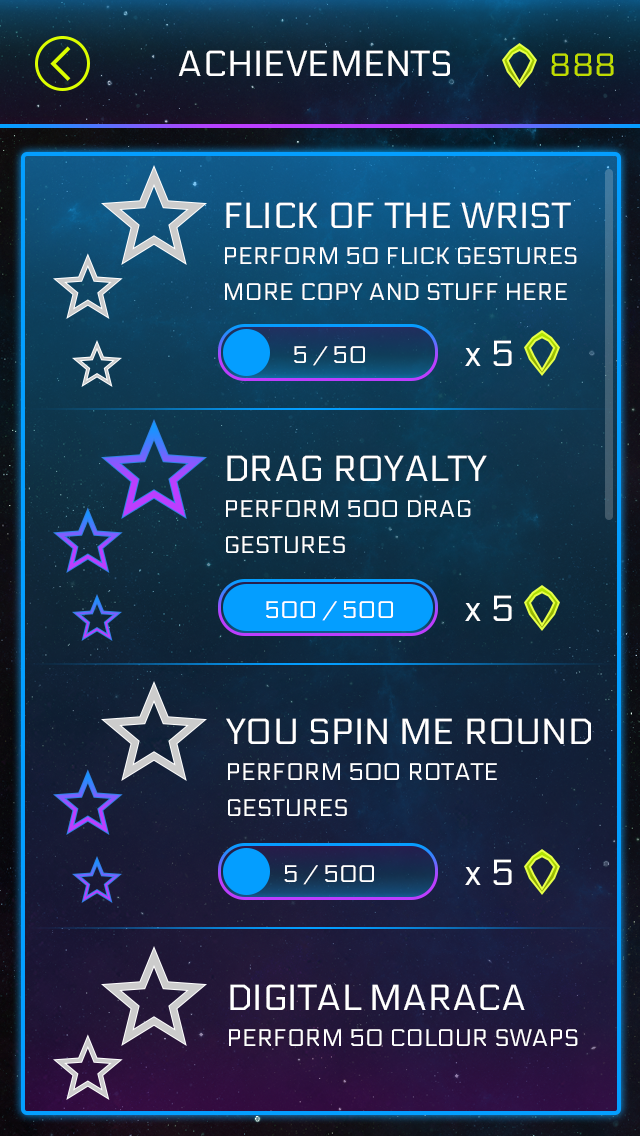 ACHIEVEMENTS 888
FLICK OF THE WRIST
PERFORM 50 FLICK GESTURES
MORE COPY AND STUFF HERE
5 / 50 x 5
DRAG ROYALTY
PERFORM 500 DRAG
GESTURES
500 / 500 x 5
YOU SPIN ME ROUND
PERFORM 500 ROTATE
GESTURES
5 / 500 x 5
DIGITAL MARACA
PERFORM 50 COLOUR SWAPS